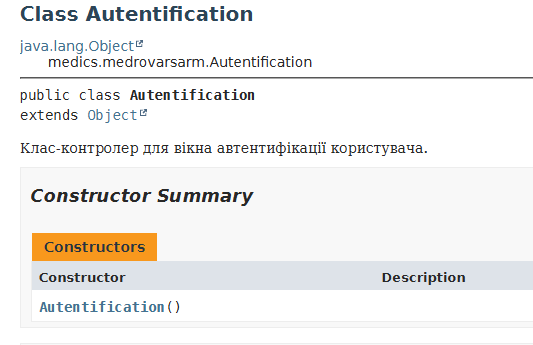 Class Autentification
java.lang.Object
medics.medrovarsarm.Autentification
public class Autentification
extends Object
Клас-контролер для вікна автентифікації користувача.
Constructor Summary
Constructors
Constructor Description
Autentification()